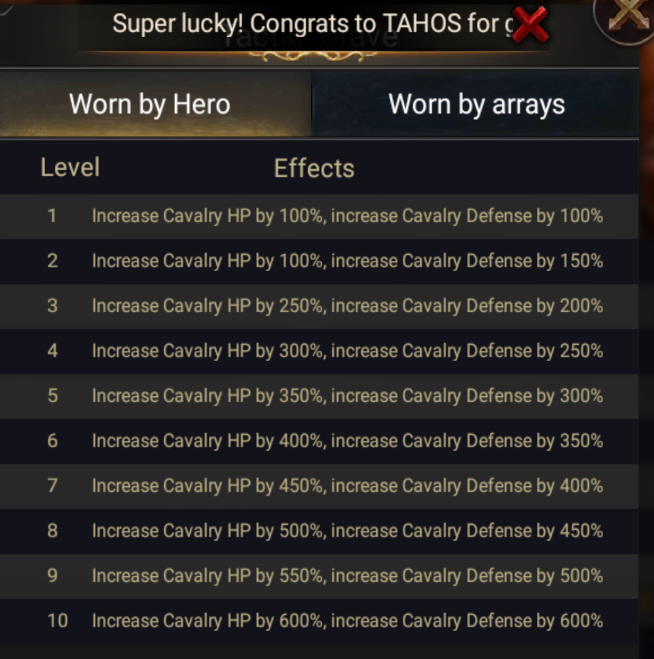 Super lucky! Congrats to TAHOS for
Worn by Hero Worn by arrays
Level Effects
1 Increase Cavalry HP by 100%, increase Cavalry Defense by 100%
2 Increase Cavalry HP by 100%, increase Cavalry Defense by 150%
3 Increase Cavalry HP by 250%, increase Cavalry Defense by 200%
4 Increase Cavalry HP by 300%, increase Cavalry Defense by 250%
5 Increase Cavalry HP by 350%, increase Cavalry Defense by 300%
6 Increase Cavalry HP by 400%, increase Cavalry Defense by 350%
7 Increase Cavalry HP by 450%, increase Cavalry Defense by 400%
8 Increase Cavalry HP by 500%, increase Cavalry Defense by 450%
9 Increase Cavalry HP by 550%, increase Cavalry Defense by 500%
10 Increase Cavalry HP by 600%, increase Cavalry Defense by 600%